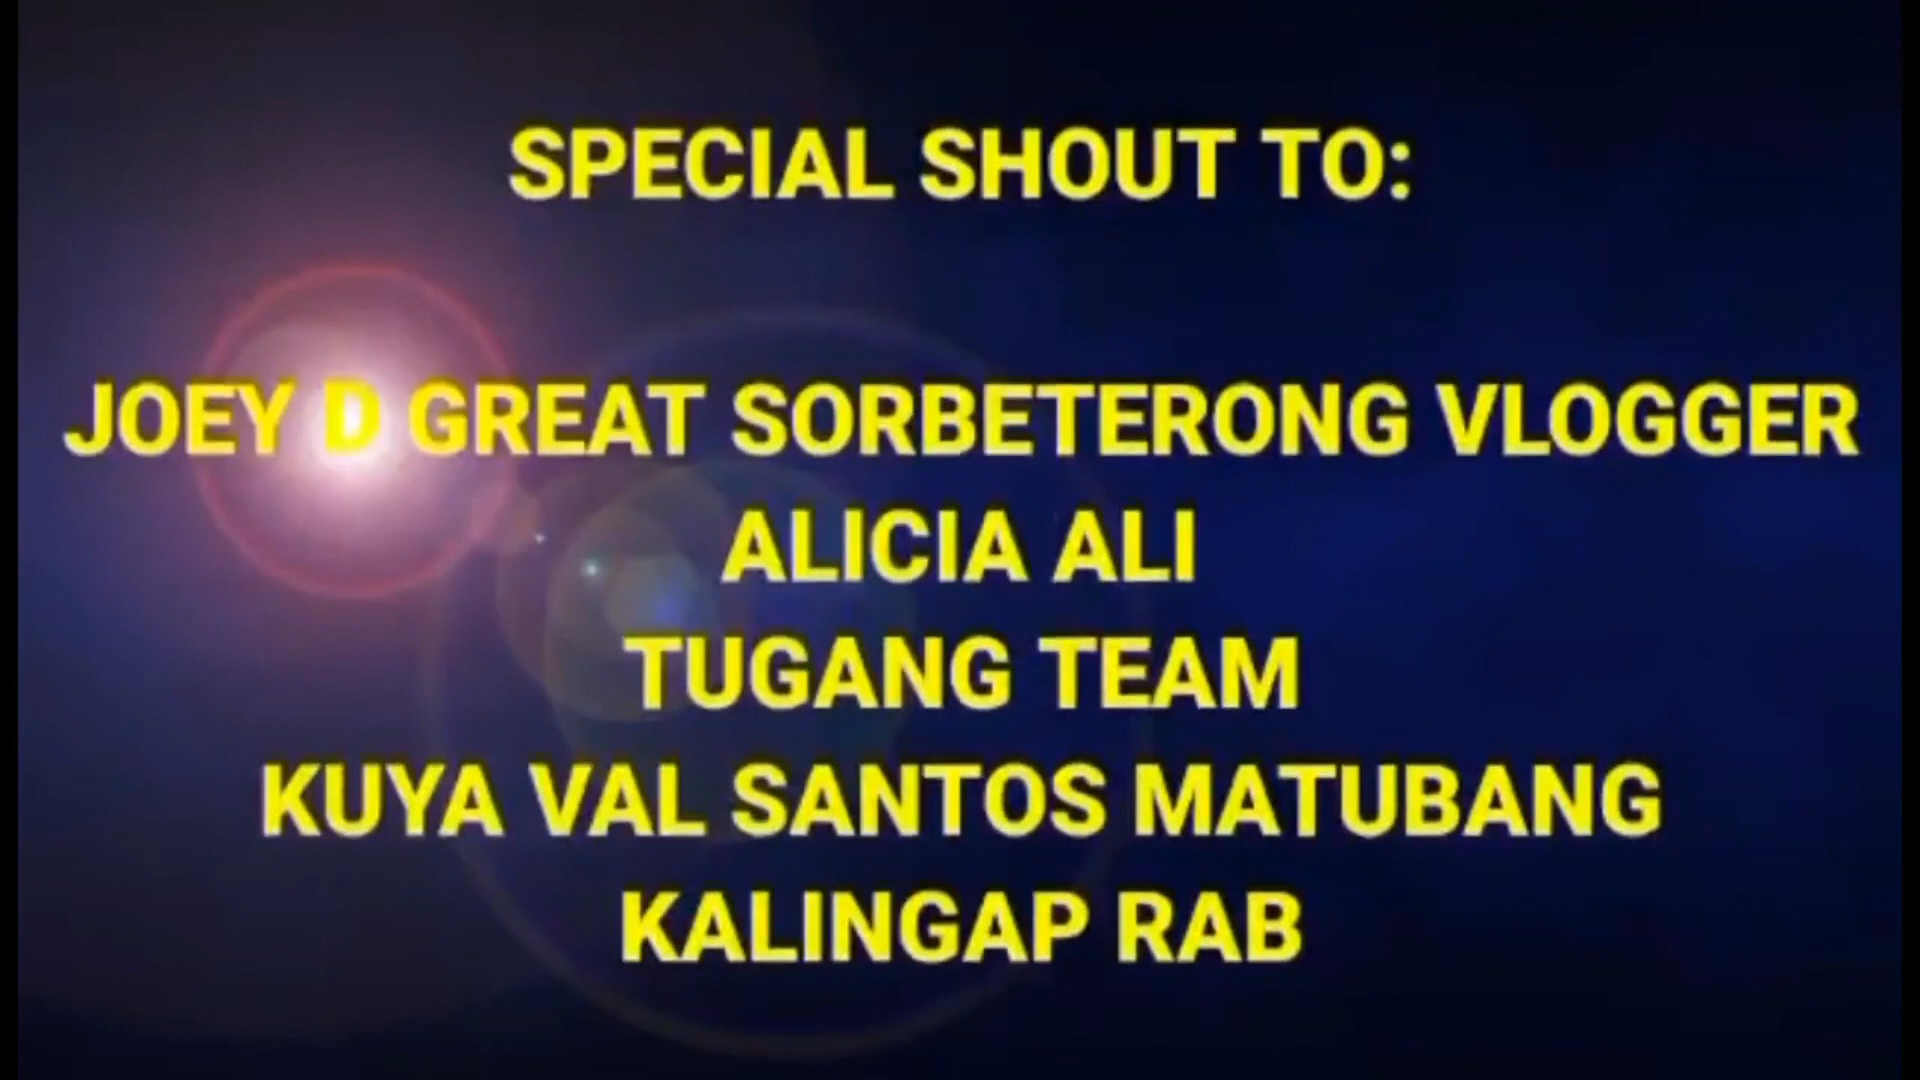 SPECIAL SHOUT TO:
JOEY D GREAT SORBETERONG VLOGGER
ALICIA ALI
TUGANG TEAM
KUYA VAL SANTOS MATUBANG
KALINGAP RAB